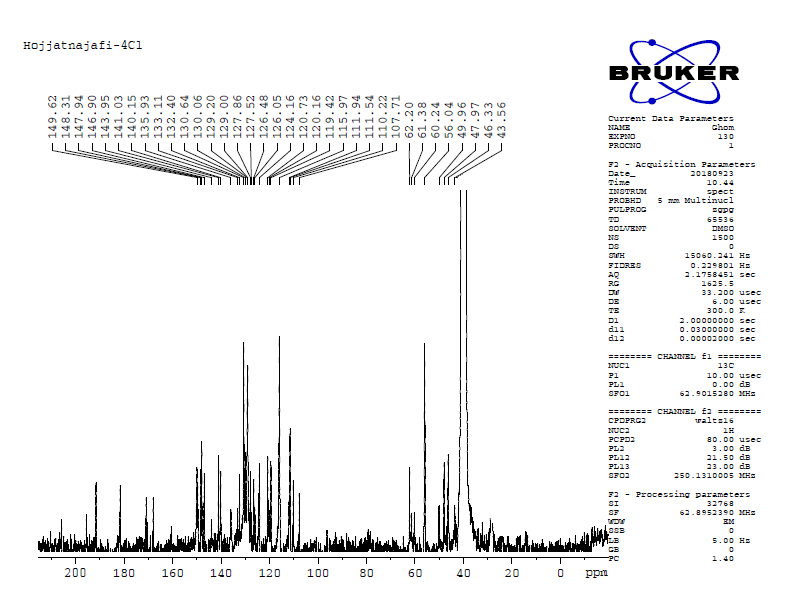 Hojjatnajafi-4Cl
149.62
148.31
147.94
146.90
143.95
141.03
140.15
135.93
133.11
132.40
130.64
130.06
129.20
129.00
127.86
127.52
126.48
126.05
124.16
120.73
120.16
119.42
115.97
111.94
111.54
110.22
107.71
62.20
61.38
60.24
56.04
49.96
47.97
46.33
43.56
BRUKER
Current Data Parameters
NAME Ghom
EXPNO 130
PROCNO 1
F2 - Acquisition Parameters
Date_ 20180923
Time 10.44
INSTRUM spect
PROBHD 5 mm Multinucl
PULPROG zgpg
TD 65536
SOLVENT DMSO
NS 1500
DS 0
SWH 15060.241 Hz
FIDRES 0.229801 Hz
AQ 2.1758451 sec
RG 1625.5
DW 33.200 usec
DE 6.00 usec
TE 300.0 K
D1 2.00000000 sec
d11 0.03000000 sec
d12 0.00002000 sec
======== CHANNEL f1 ========
NUC1 13C
P1 10.00 usec
PL1 0.00 dB
SFO1 62.9015280 MHz
======== CHANNEL f2 ========
CPDPRG2 waltz16
NUC2 1H
PCPD2 80.00 usec
PL2 3.00 dB
PL12 21.50 dB
PL13 23.00 dB
SFO2 250.1310005 MHz
F2 - Processing parameters
SI 32768
SF 62.8952390 MHz
WDW EM
SSB 0
LB 5.00 Hz
GB 0
PC 1.40
200 180 160 140 120 100 80 60 40 20 0 ppm